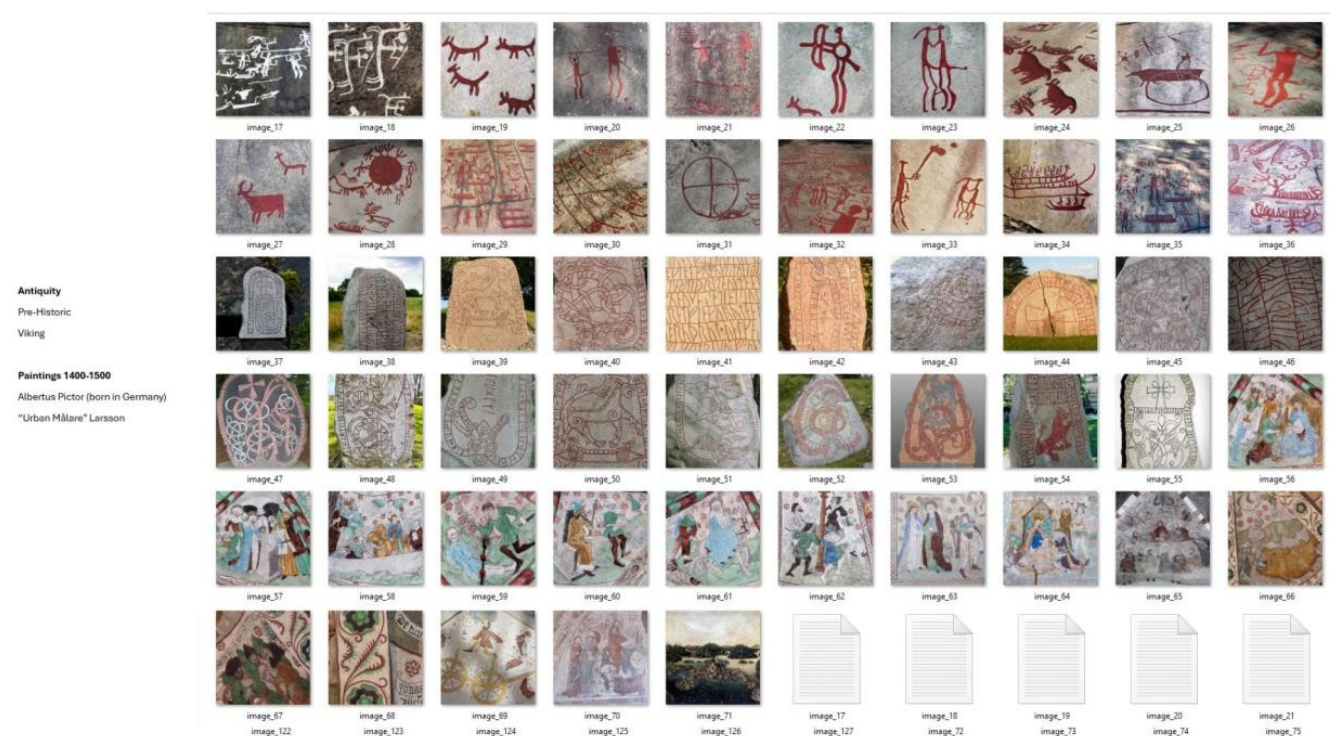 image_17 image_18 image_19 image_20 image_21 image_22 image_23 image_24 image_25 image_26
image_27 image_28 image_29 image_30 image_31 image_32 image_33 image_34 image_35 image_36
Antiquity
Pre-Historic
Viking
Paintings 1400-1500
Albertus Pictor (born in Germany)
“Urban Målare” Larsson
image_37 image_38 image_39 image_40 image_41 image_42 image_43 image_44 image_45 image_46
image_47 image_48 image_49 image_50 image_51 image_52 image_53 image_54 image_55 image_56
image_57 image_58 image_59 image_60 image_61 image_62 image_63 image_64 image_65 image_66
image_67 image_68 image_69 image_70 image_71 image_17 image_18 image_19 image_20 image_21
image_122 image_123 image_124 image_125 image_126 image_127 image_72 image_73 image_74 image_75